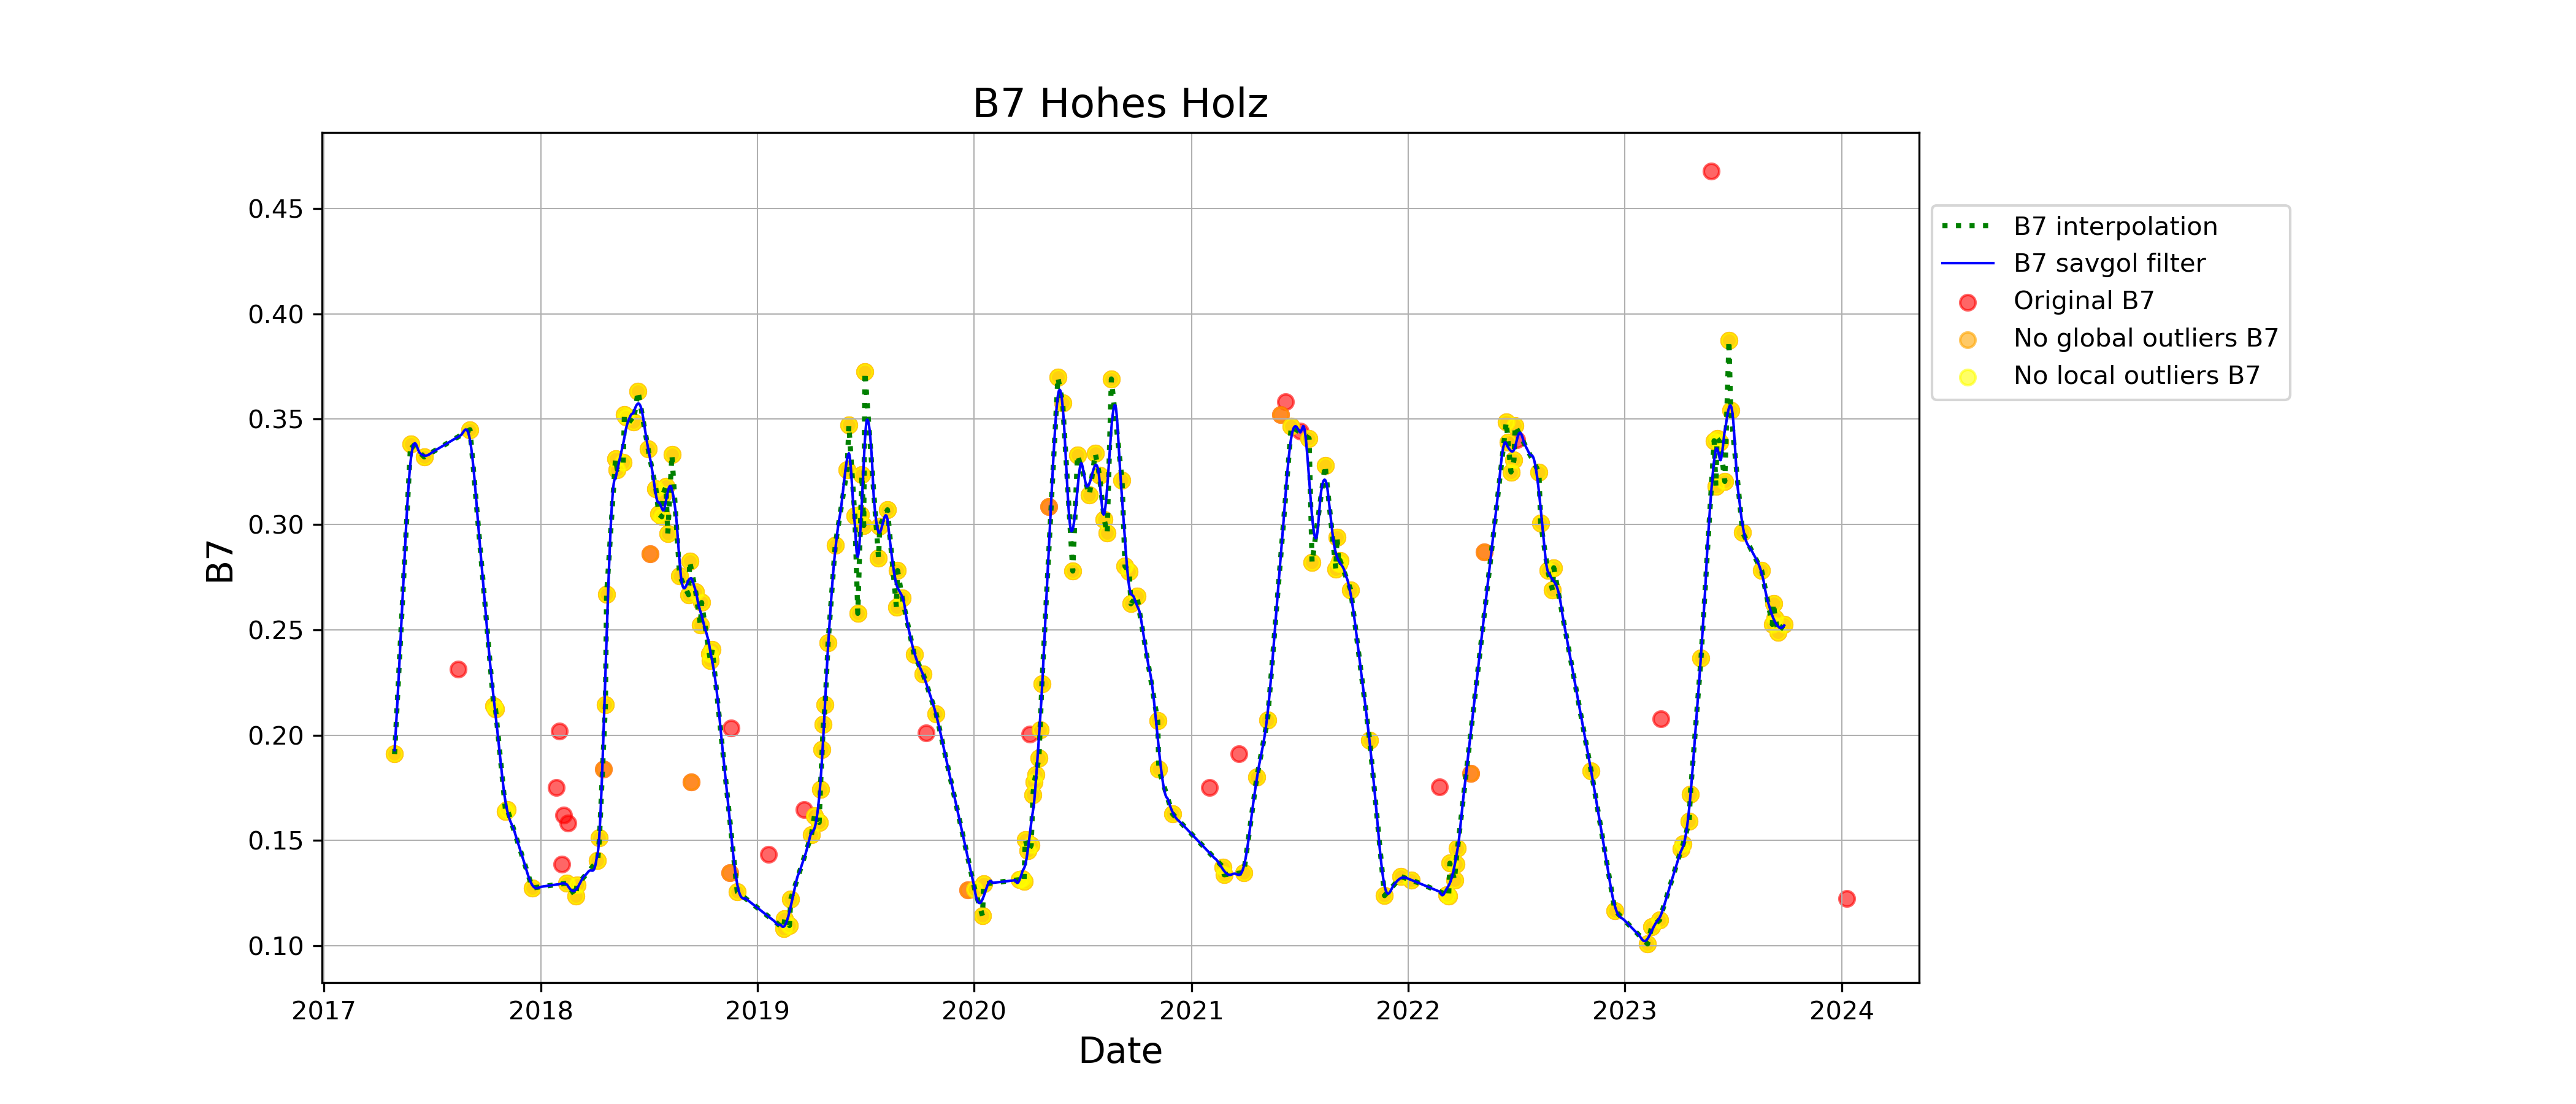 B7 Hohes Holz
B7
0.45
0.40
0.35
0.30
0.25
0.20
0.15
0.10
2017 2018 2019 2020 2021 2022 2023 2024
Date
B7 interpolation
B7 savgol filter
Original B7
No global outliers B7
No local outliers B7